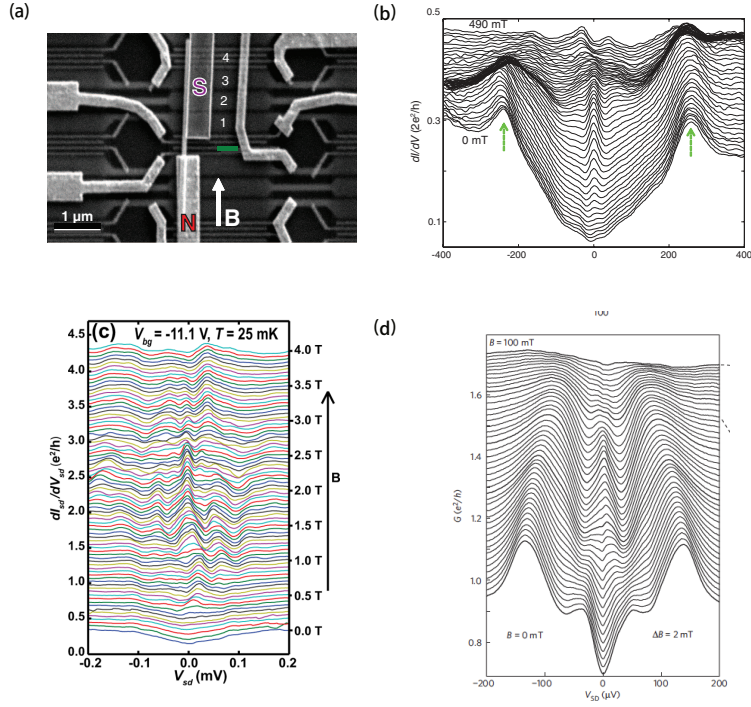 (a)
S
4
3
2
1
B
N
1 µm
(b)
0.5
490 mT
dI/dV (2e²/h)
0.3
0 mT
0.1
-400
-200
0
200
400
(c)
V_bg = -11.1 V, T = 25 mK
4.5
4.0
3.5
3.0
2.5
2.0
1.5
1.0
0.5
0.0
dI_sd/dV_sd (e²/h)
4.0 T
3.5 T
3.0 T
2.5 T
2.0 T
1.5 T
1.0 T
0.5 T
0.0 T
B
-0.2
-0.1
0.0
0.1
0.2
V_sd (mV)
(d)
B = 100 mT
1.6
1.2
1.0
0.8
G (e²/h)
B = 0 mT
ΔB = 2 mT
-200
-100
0
100
200
V_SD (µV)